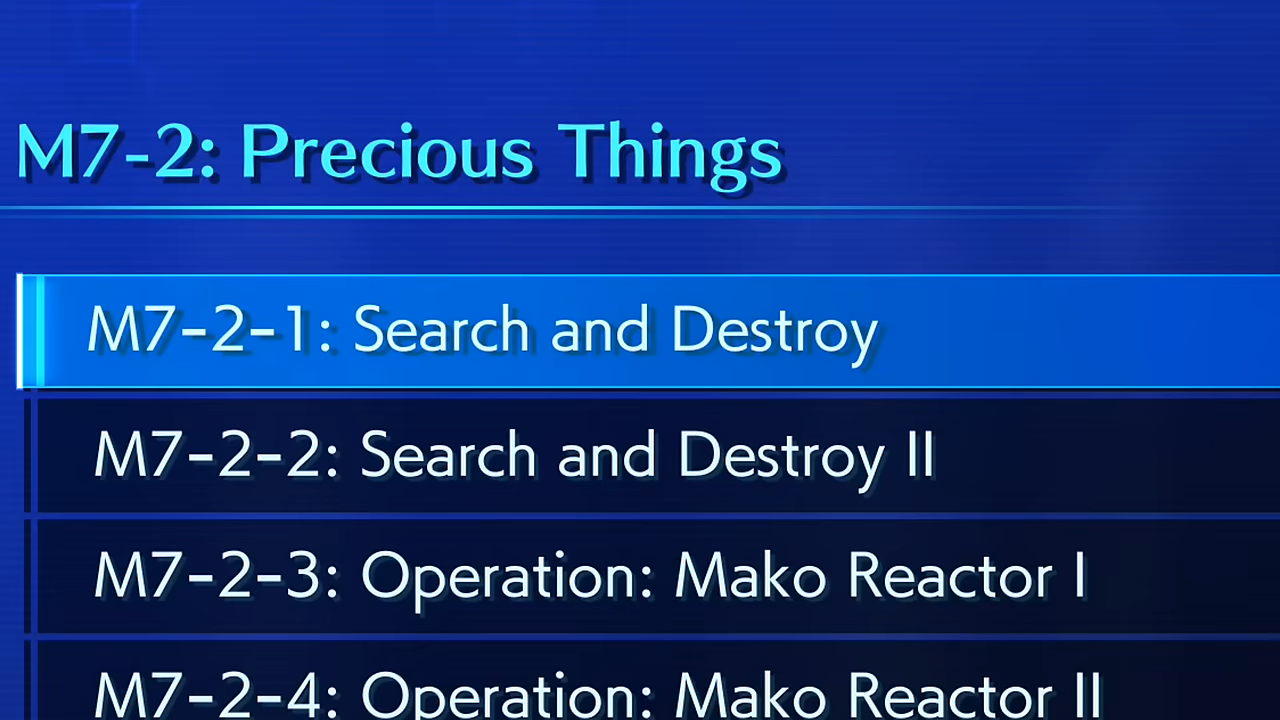 M7-2: Precious Things
M7-2-1: Search and Destroy
M7-2-2: Search and Destroy II
M7-2-3: Operation: Mako Reactor I
M7-2-4: Operation: Mako Reactor II